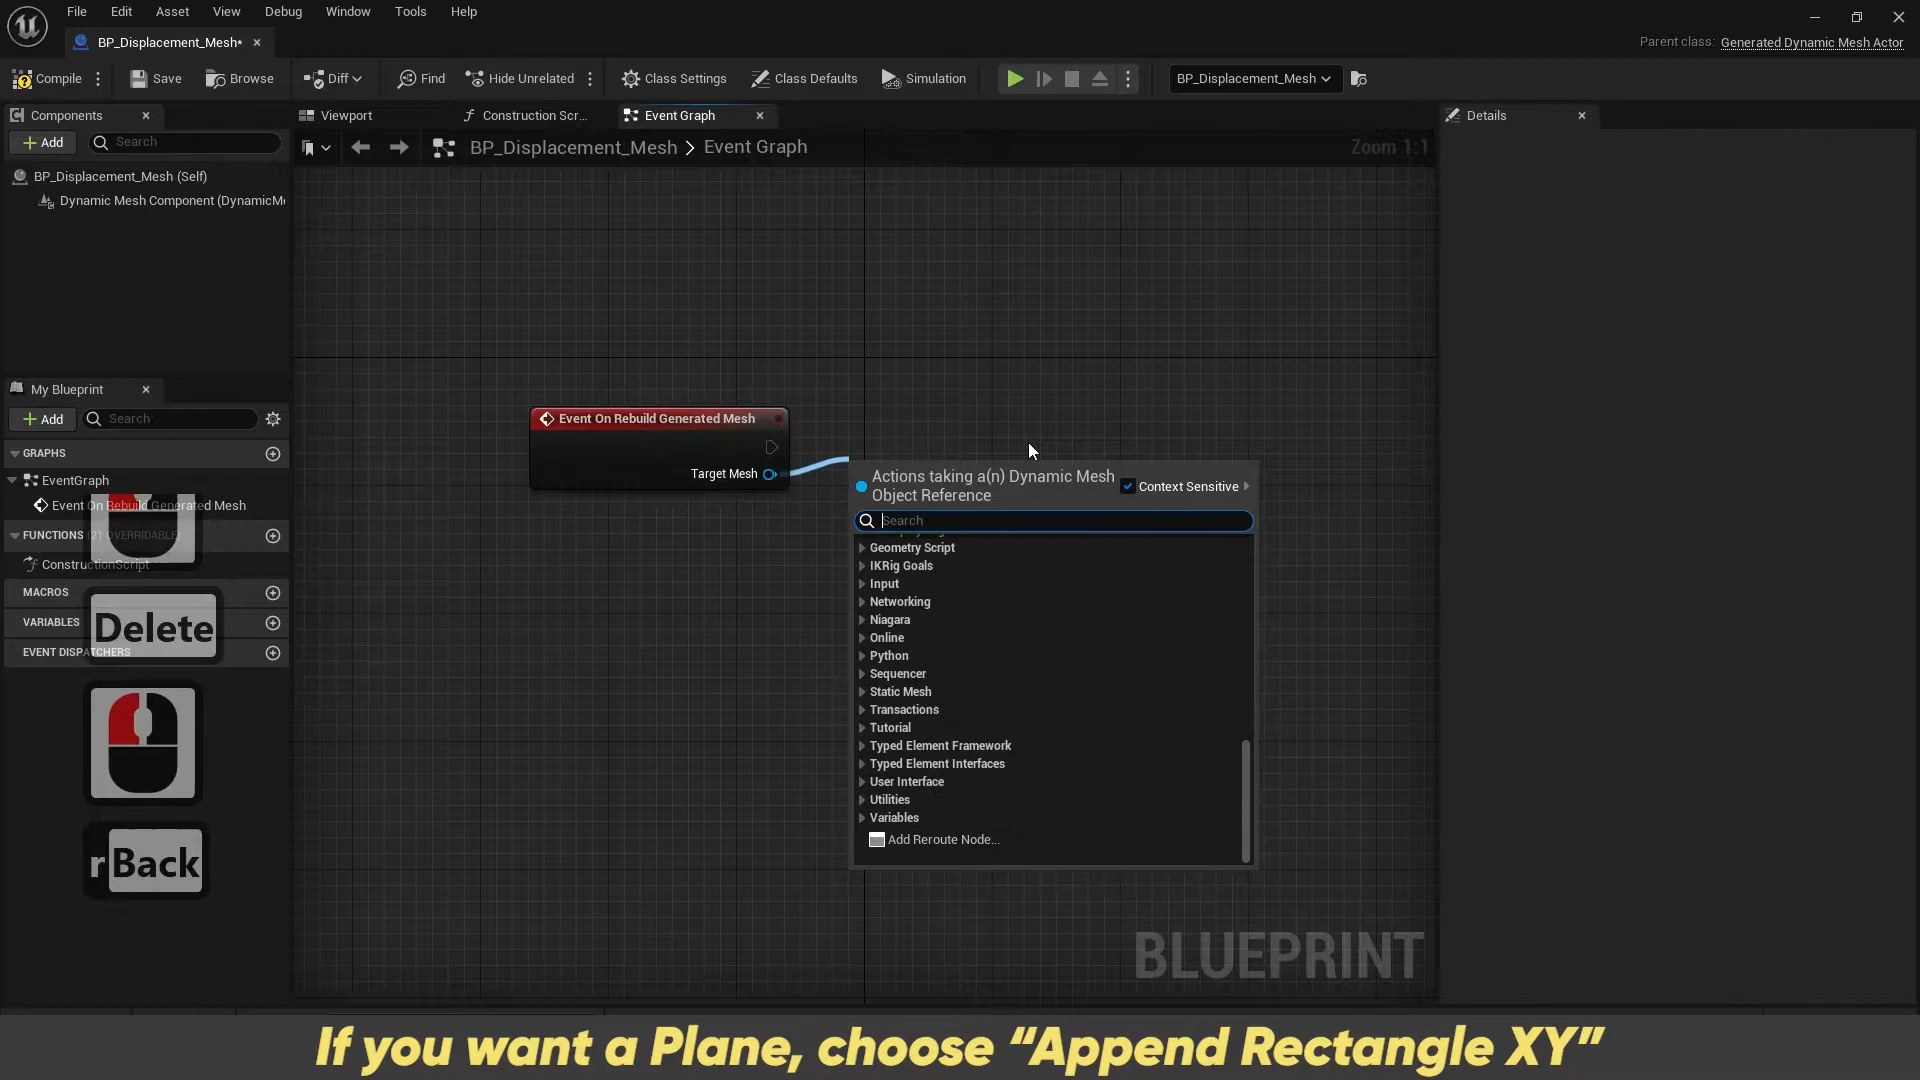 File Edit Asset View Debug Window Tools Help
BP_Displacement_Mesh*
Parent class: Generated Dynamic Mesh Actor
Compile Save Browse Diff Find Hide Unrelated Class Settings Class Defaults Simulation BP_Displacement_Mesh
Components
Add Search
BP_Displacement_Mesh (Self)
Dynamic Mesh Component (DynamicMe
Viewport Construction Scr... Event Graph
BP_Displacement_Mesh > Event Graph
Zoom 1:1
Details
My Blueprint
Add Search
GRAPHS
EventGraph
Event On Rebuild Generated Mesh
FUNCTIONS (21 OVERRIDABLE)
ConstructionScript
MACROS
VARIABLES
EVENT DISPATCHERS
Delete
rBack
Event On Rebuild Generated Mesh
Target Mesh
Actions taking a(n) Dynamic Mesh
Object Reference
Context Sensitive
Search
Geometry Script
IKRig Goals
Input
Networking
Niagara
Online
Python
Sequencer
Static Mesh
Transactions
Tutorial
Typed Element Framework
Typed Element Interfaces
User Interface
Utilities
Variables
Add Reroute Node...
BLUEPRINT
If you want a Plane, choose “Append Rectangle XY”